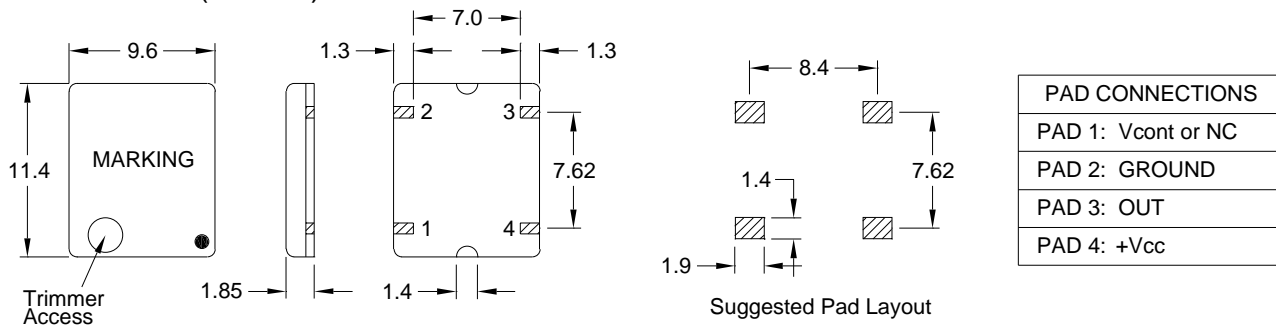 7.0
9.6
1.3
1.3
8.4
2
3
MARKING
11.4
7.62
1.4
7.62
1
4
1.85
1.4
1.9
Trimmer
Access
Suggested Pad Layout
PAD CONNECTIONS
PAD 1: Vcont or NC
PAD 2: GROUND
PAD 3: OUT
PAD 4: +Vcc